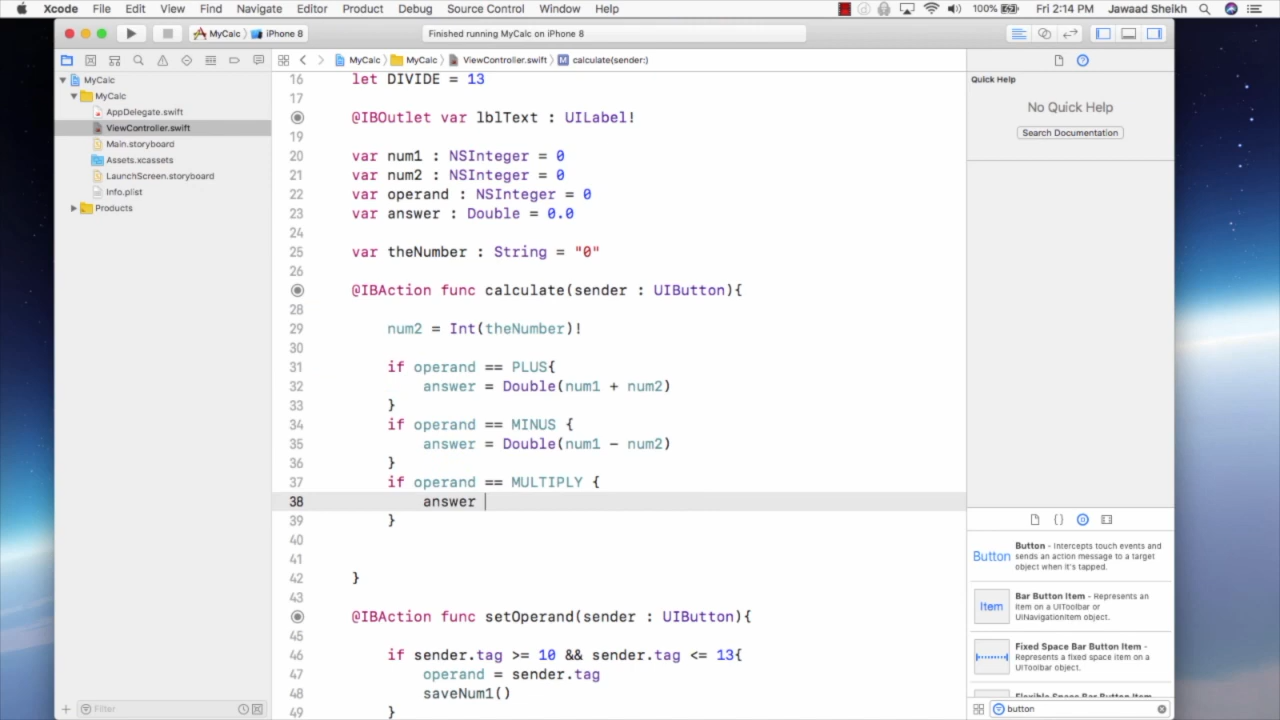 Xcode File Edit View Find Navigate Editor Product Debug Source Control Window Help 100% Fri 2:14 PM Jawaad Sheikh
MyCalc iPhone 8 Finished running MyCalc on iPhone 8
MyCalc MyCalc ViewController.swift calculate(sender:)
MyCalc
MyCalc
AppDelegate.swift
ViewController.swift
Main.storyboard
Assets.xcassets
LaunchScreen.storyboard
Info.plist
Products
Filter
16 let DIVIDE = 13
17
18 @IBOutlet var lblText : UILabel!
19
20 var num1 : NSInteger = 0
21 var num2 : NSInteger = 0
22 var operand : NSInteger = 0
23 var answer : Double = 0.0
24
25 var theNumber : String = "0"
26
27 @IBAction func calculate(sender : UIButton){
28
29 num2 = Int(theNumber)!
30
31 if operand == PLUS{
32 answer = Double(num1 + num2)
33 }
34 if operand == MINUS {
35 answer = Double(num1 - num2)
36 }
37 if operand == MULTIPLY {
38 answer
39 }
40
41
42 }
43
44 @IBAction func setOperand(sender : UIButton){
45
46 if sender.tag >= 10 && sender.tag <= 13{
47 operand = sender.tag
48 saveNum1()
49 }
Quick Help
No Quick Help
Search Documentation
Button
Button - Intercepts touch events and
sends an action message to a target
object when it's tapped.
Item
Bar Button Item - Represents an
item on a UIToolbar or
UINavigationItem object.
Fixed Space Bar Button Item -
Represents a fixed space item on a
UIToolbar object.
Flexible Space Bar Button Item
button